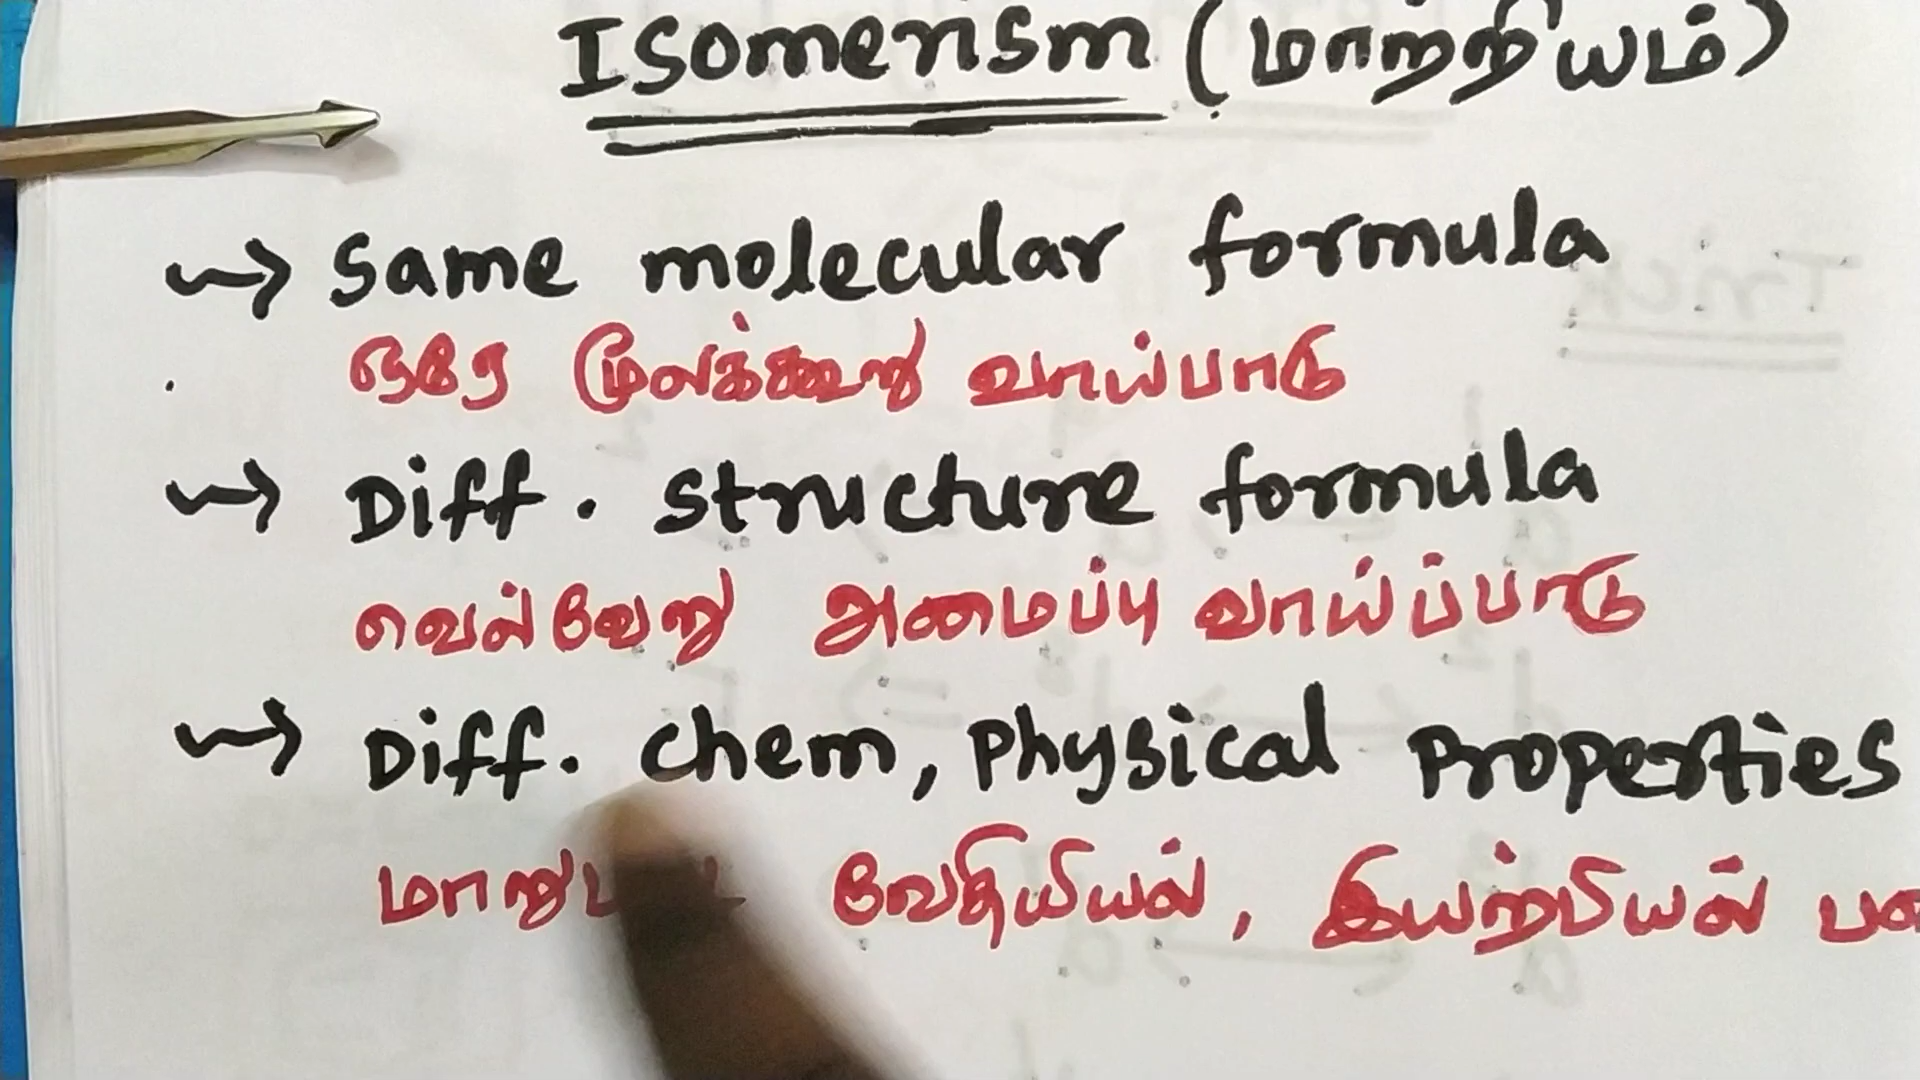 Isomerism (மாற்றியம்)
→ Same molecular formula
ஒரே மூலக்கூறு வாய்பாடு
→ Diff. structure formula
வெவ்வேறு அமைப்பு வாய்ப்பாடு
→ Diff. chem, physical properties
வேதியியல், இயற்பியல்